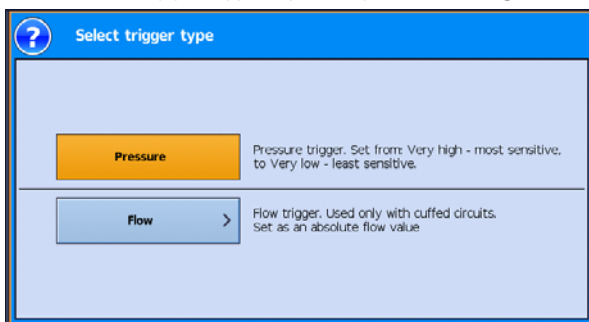 ?
Select trigger type
Pressure
Pressure trigger. Set from: Very high - most sensitive,
to Very low - least sensitive.
Flow >
Flow trigger. Used only with cuffed circuits.
Set as an absolute flow value